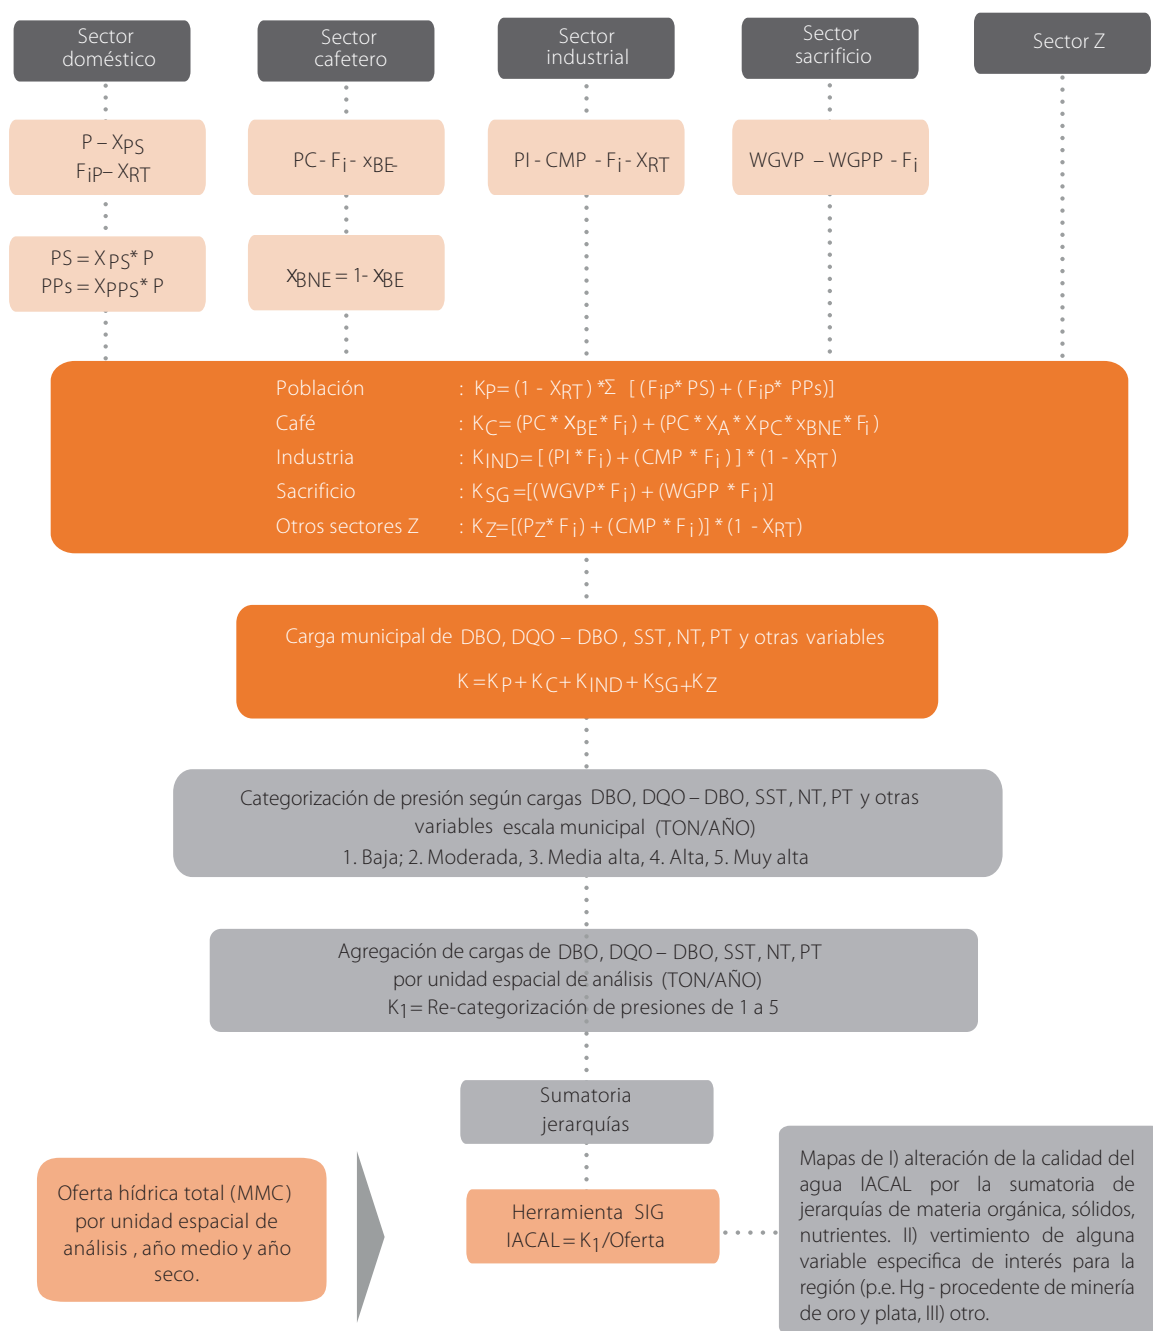 Sector
doméstico
Sector
cafetero
Sector
industrial
Sector
sacrificio
Sector Z
P – XPS
FiP– XRT
PC- Fi - xBE-
PI - CMP - Fi - XRT
WGVP – WGPP - Fi
PS = XPS* P
PPs = XPPS* P
xBNE = 1- xBE
Población : KP= (1 - XRT) *Σ [ (FiP* PS) + ( FiP* PPs)]
Café : KC= (PC * xBE* Fi ) + (PC * XA* XPC* xBNE* Fi )
Industria : KIND= [ (PI * Fi) + (CMP * Fi ) ] * (1 - XRT)
Sacrificio : KSG =[(WGVP* Fi) + (WGPP * Fi )]
Otros sectores Z : KZ=[(PZ* Fi) + (CMP * Fi )] * (1 - XRT)
Carga municipal de DBO, DQO – DBO , SST, NT, PT y otras variables
K =KP+ KC+ KIND+ KSG+KZ
Categorización de presión según cargas DBO, DQO – DBO, SST, NT, PT y otras
variables escala municipal (TON/AÑO)
1. Baja; 2. Moderada, 3. Media alta, 4. Alta, 5. Muy alta
Agregación de cargas de DBO, DQO – DBO, SST, NT, PT
por unidad espacial de análisis (TON/AÑO)
K1= Re-categorización de presiones de 1 a 5
Sumatoria
jerarquías
Oferta hídrica total (MMC)
por unidad espacial de
análisis , año medio y año
seco.
Herramienta SIG
IACAL= K1/Oferta
Mapas de I) alteración de la calidad del
agua IACAL por la sumatoria de
jerarquías de materia orgánica, sólidos,
nutrientes. II) vertimiento de alguna
variable especifica de interés para la
región (p.e. Hg - procedente de minería
de oro y plata, III) otro.